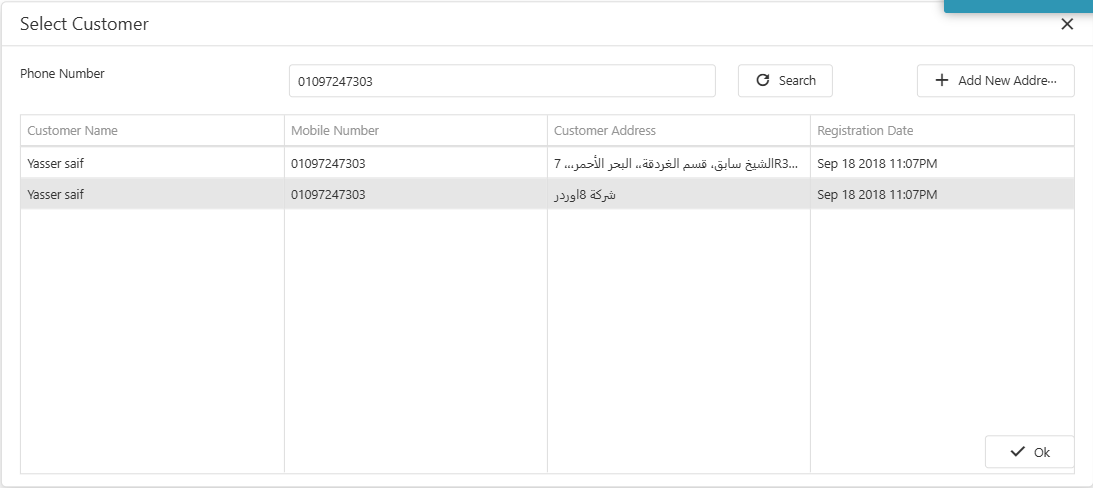 Select Customer
Phone Number
01097247303
Search
Add New Addre...
Customer Name Mobile Number Customer Address Registration Date
Yasser saif 01097247303 7 ,,,الشيخ سابق، قسم الغردقة،, البحر الأحمرR3... Sep 18 2018 11:07PM
Yasser saif 01097247303 شركة 8اوردر Sep 18 2018 11:07PM
Ok